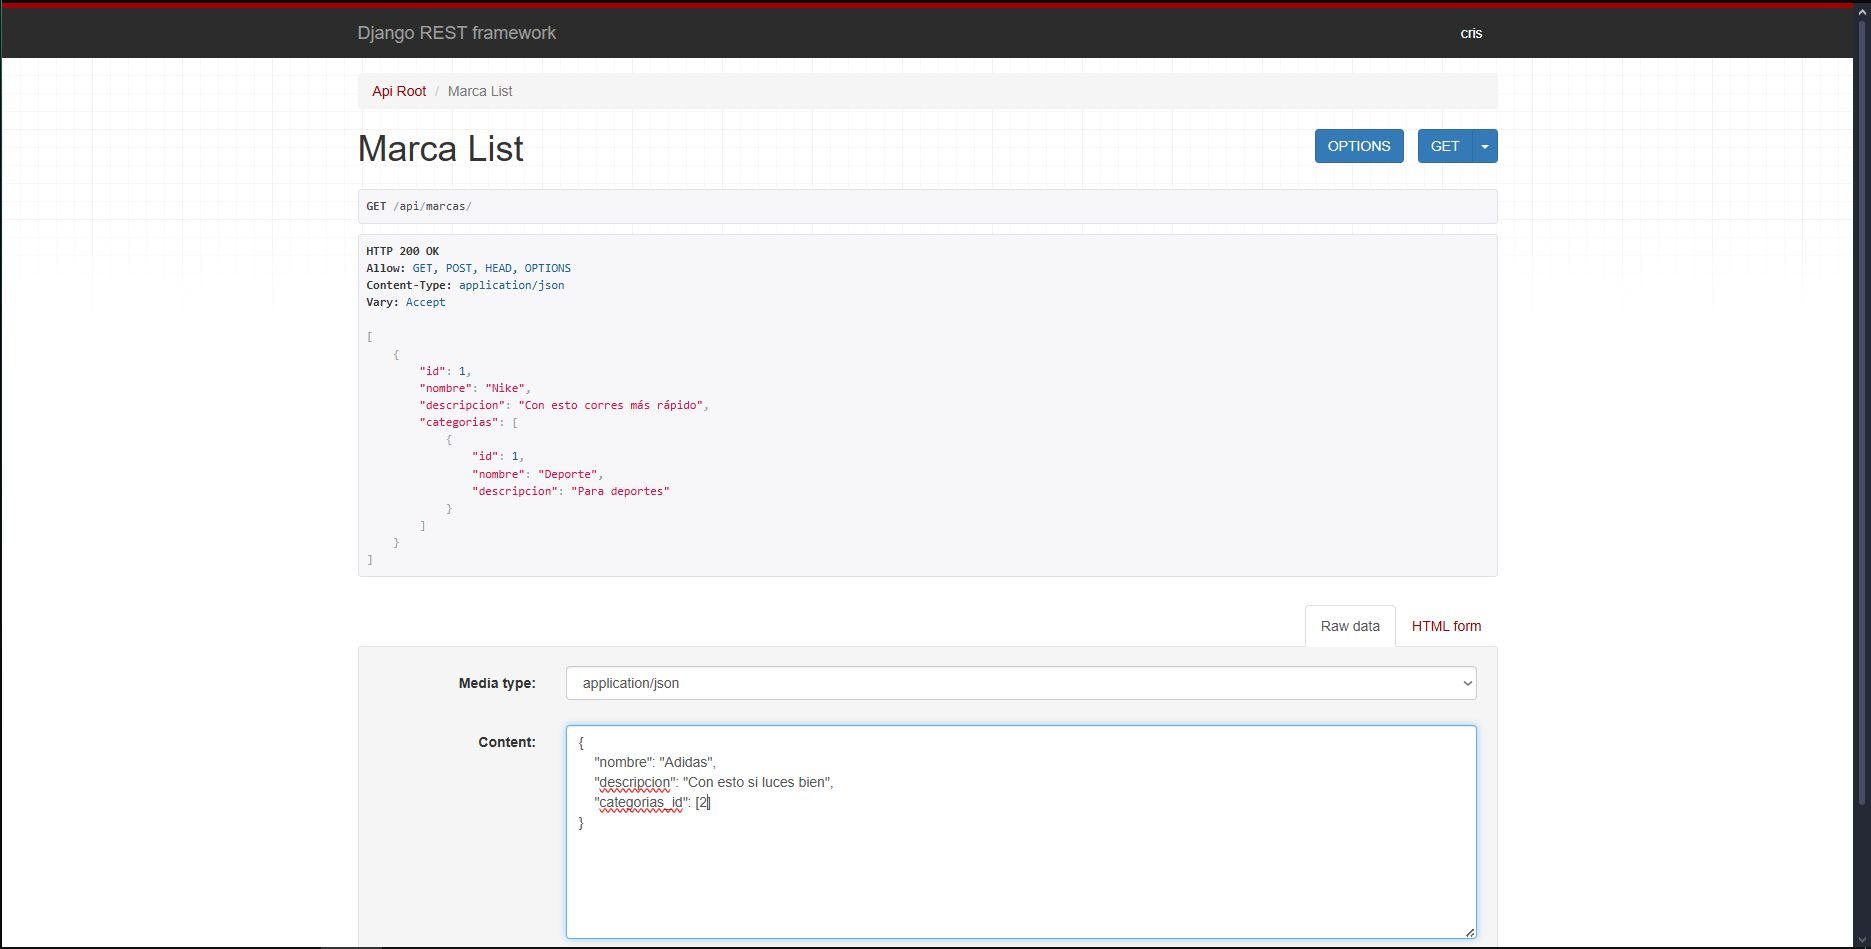 Django REST framework
cris
Api Root / Marca List
Marca List
OPTIONS
GET
GET /api/marcas/
HTTP 200 OK
Allow: GET, POST, HEAD, OPTIONS
Content-Type: application/json
Vary: Accept
[
    {
        "id": 1,
        "nombre": "Nike",
        "descripcion": "Con esto corres más rápido",
        "categorias": [
            {
                "id": 1,
                "nombre": "Deporte",
                "descripcion": "Para deportes"
            }
        ]
    }
]
Raw data
HTML form
Media type:
application/json
Content:
{
    "nombre": "Adidas",
    "descripcion": "Con esto si luces bien",
    "categorias_id": [2]
}